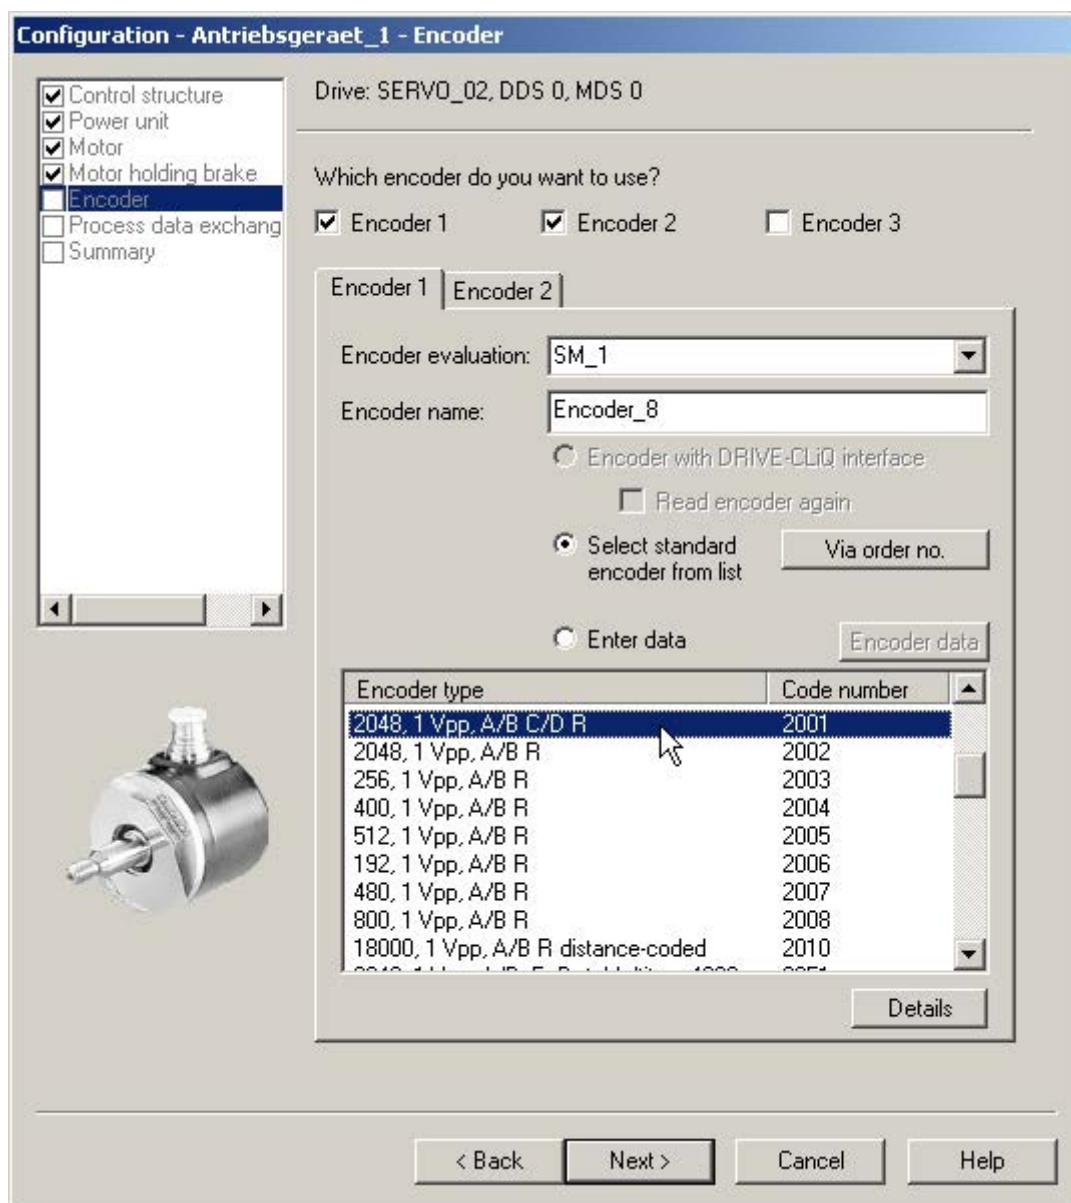 Configuration - Antriebsgeraet_1 - Encoder
Control structure
Power unit
Motor
Motor holding brake
Encoder
Process data exchang
Summary
Drive: SERVO_02, DDS 0, MDS 0
Which encoder do you want to use?
Encoder 1 Encoder 2 Encoder 3
Encoder 1 Encoder 2
Encoder evaluation: SM_1
Encoder name: Encoder_8
Encoder with DRIVE-CLiQ interface
Read encoder again
Select standard
encoder from list
Via order no.
Enter data Encoder data
Encoder type Code number
2048, 1 Vpp, A/B C/D R 2001
2048, 1 Vpp, A/B R 2002
256, 1 Vpp, A/B R 2003
400, 1 Vpp, A/B R 2004
512, 1 Vpp, A/B R 2005
192, 1 Vpp, A/B R 2006
480, 1 Vpp, A/B R 2007
800, 1 Vpp, A/B R 2008
18000, 1 Vpp, A/B R distance-coded 2010
Details
< Back Next > Cancel Help